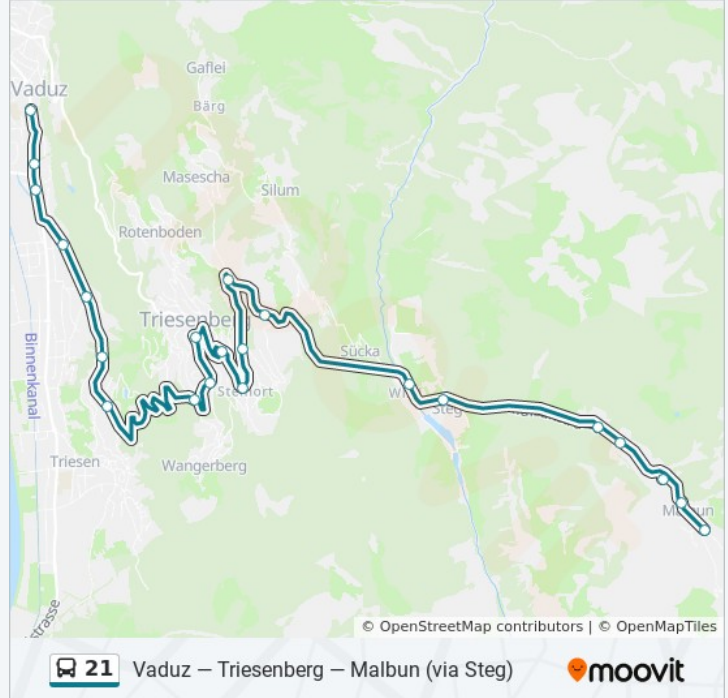 Vaduz
Gaflei
Bärg
Masescha
Silum
Rotenboden
Triesenberg
Binnenkanal
Sücka
Steg
Triesen
Wangerberg
Malbun
© OpenStreetMap contributors | © OpenMapTiles
21
Vaduz — Triesenberg — Malbun (via Steg)
moovit